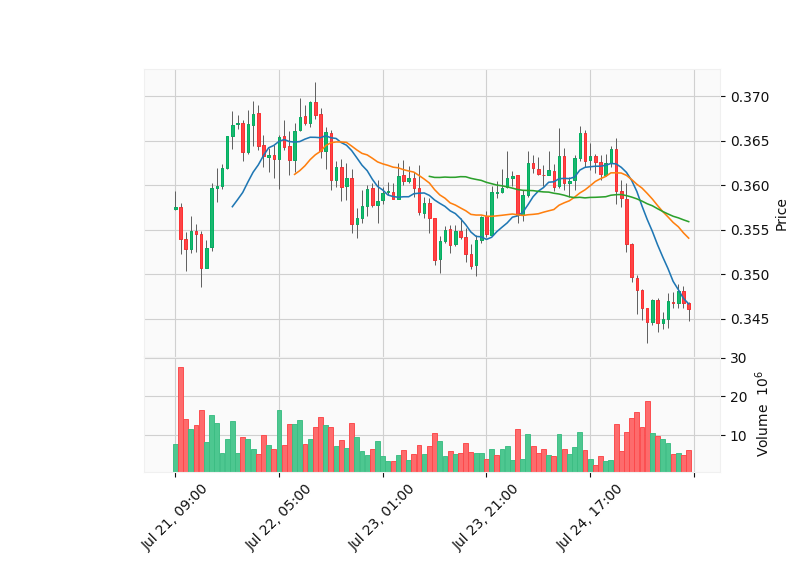 0.370
0.365
0.360
0.355
0.350
0.345
Price
30
20
10
Volume 10^6
Jul 21, 09:00
Jul 22, 05:00
Jul 23, 01:00
Jul 23, 21:00
Jul 24, 17:00